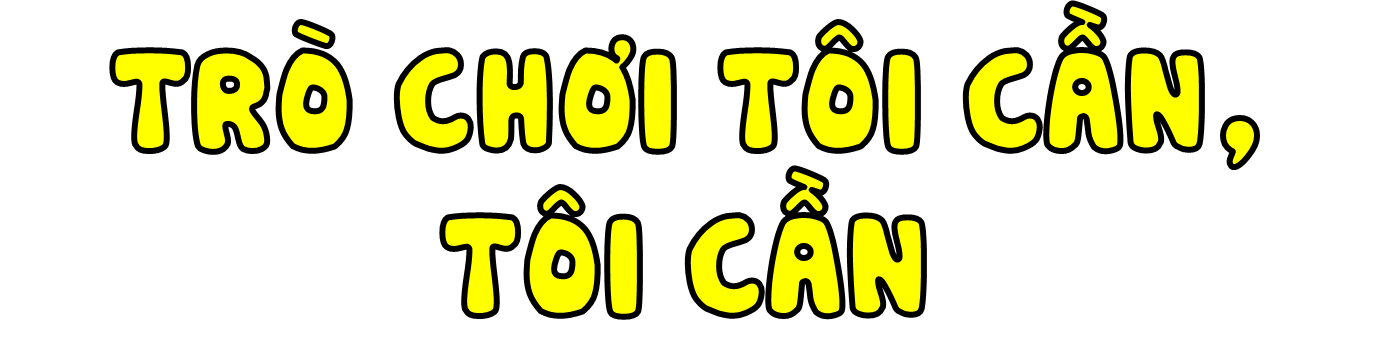 TRÒ CHƠI TÔI CẦN,
TÔI CẦN